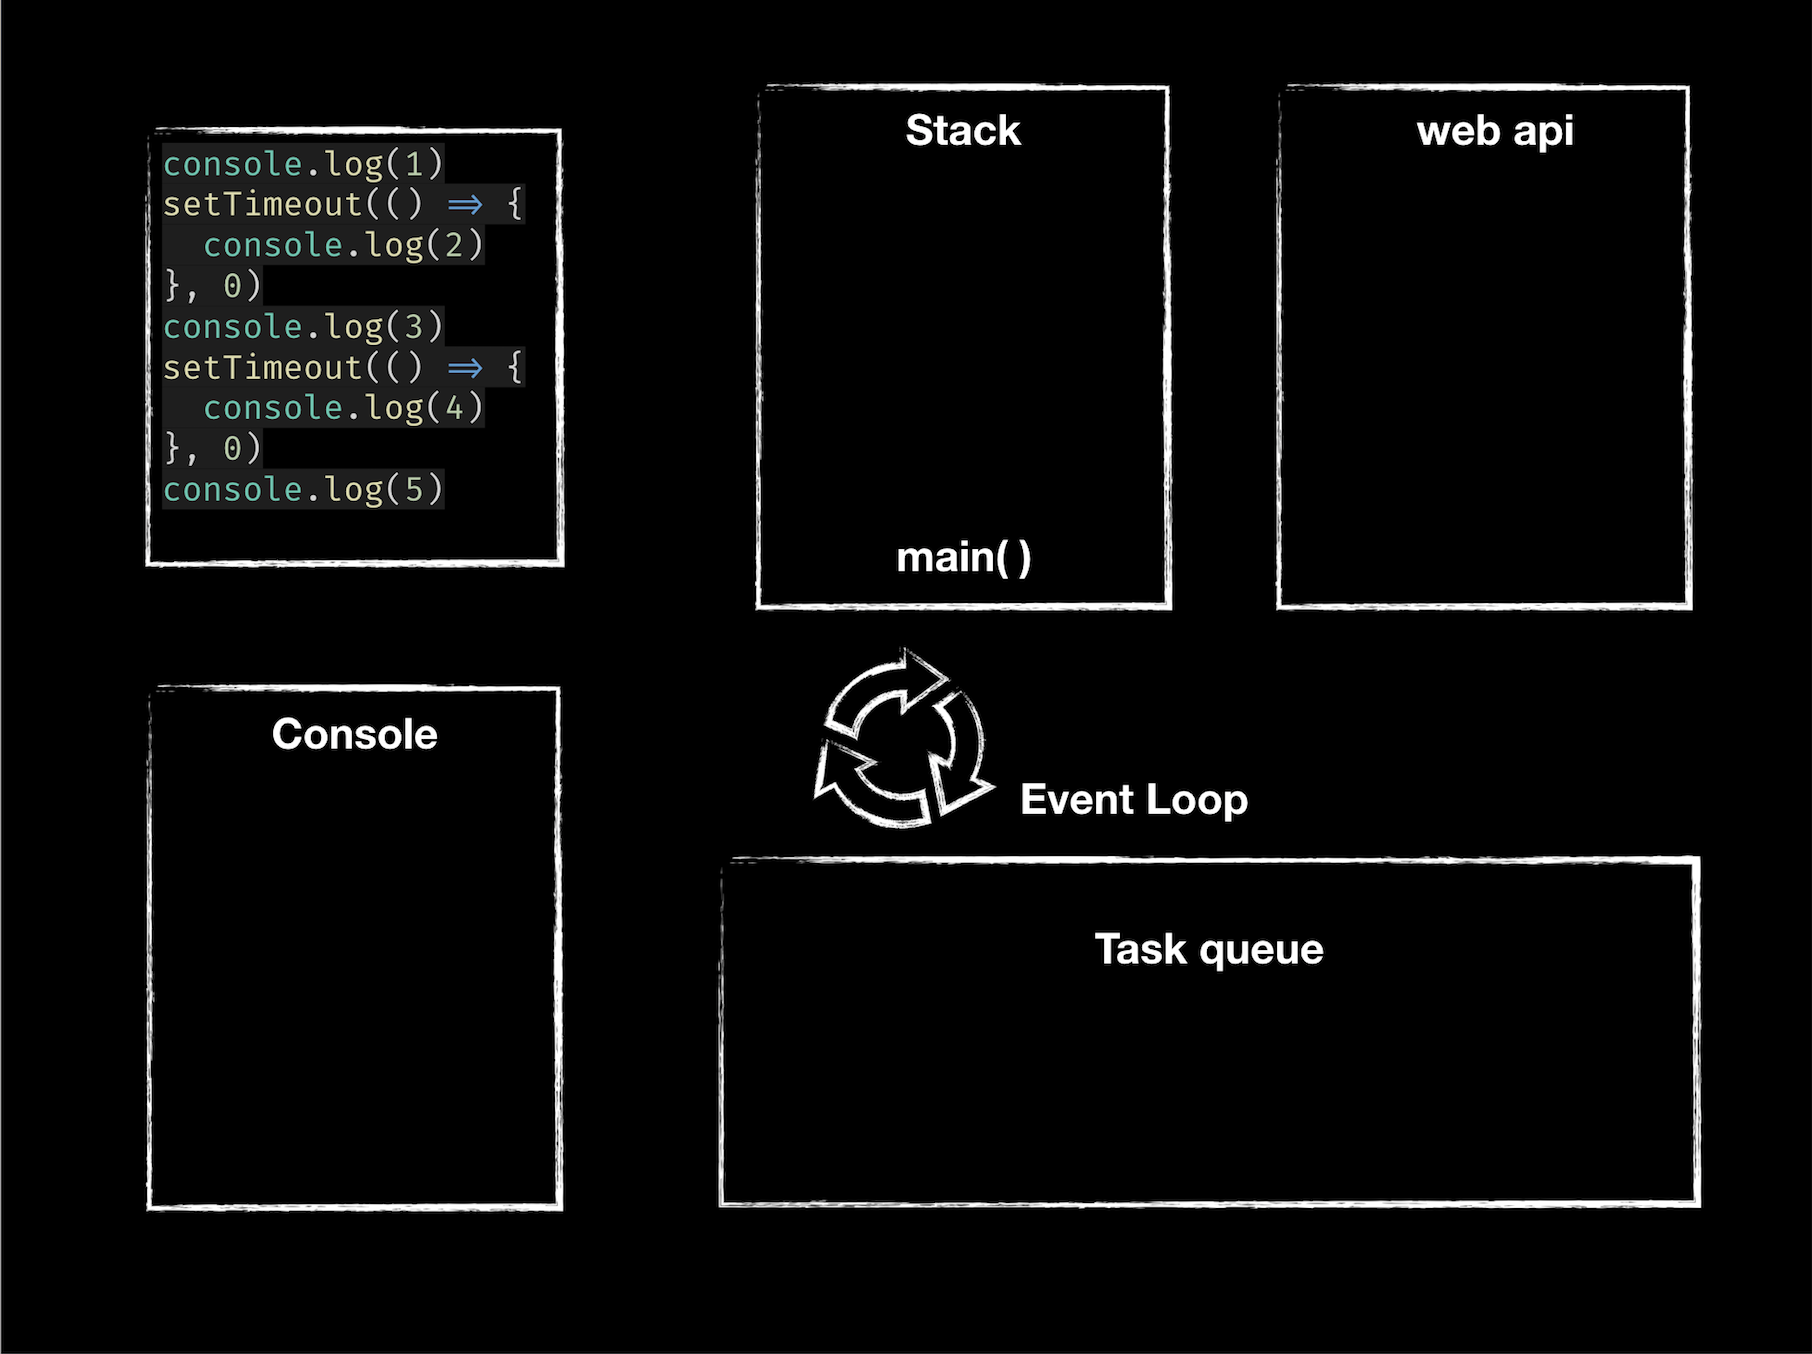 console.log(1)
setTimeout(() => {
  console.log(2)
}, 0)
console.log(3)
setTimeout(() => {
  console.log(4)
}, 0)
console.log(5)
Stack
main( )
web api
Console
Event Loop
Task queue